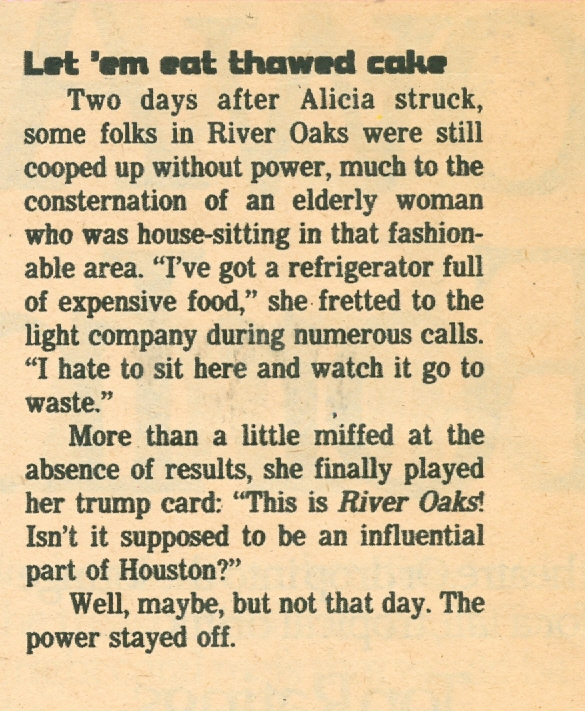 Let 'em eat thawed cake
Two days after Alicia struck,
some folks in River Oaks were still
cooped up without power, much to the
consternation of an elderly woman
who was house-sitting in that fashion-
able area. “I've got a refrigerator full
of expensive food,” she fretted to the
light company during numerous calls.
“I hate to sit here and watch it go to
waste.”
More than a little miffed at the
absence of results, she finally played
her trump card: “This is River Oaks!
Isn't it supposed to be an influential
part of Houston?”
Well, maybe, but not that day. The
power stayed off.